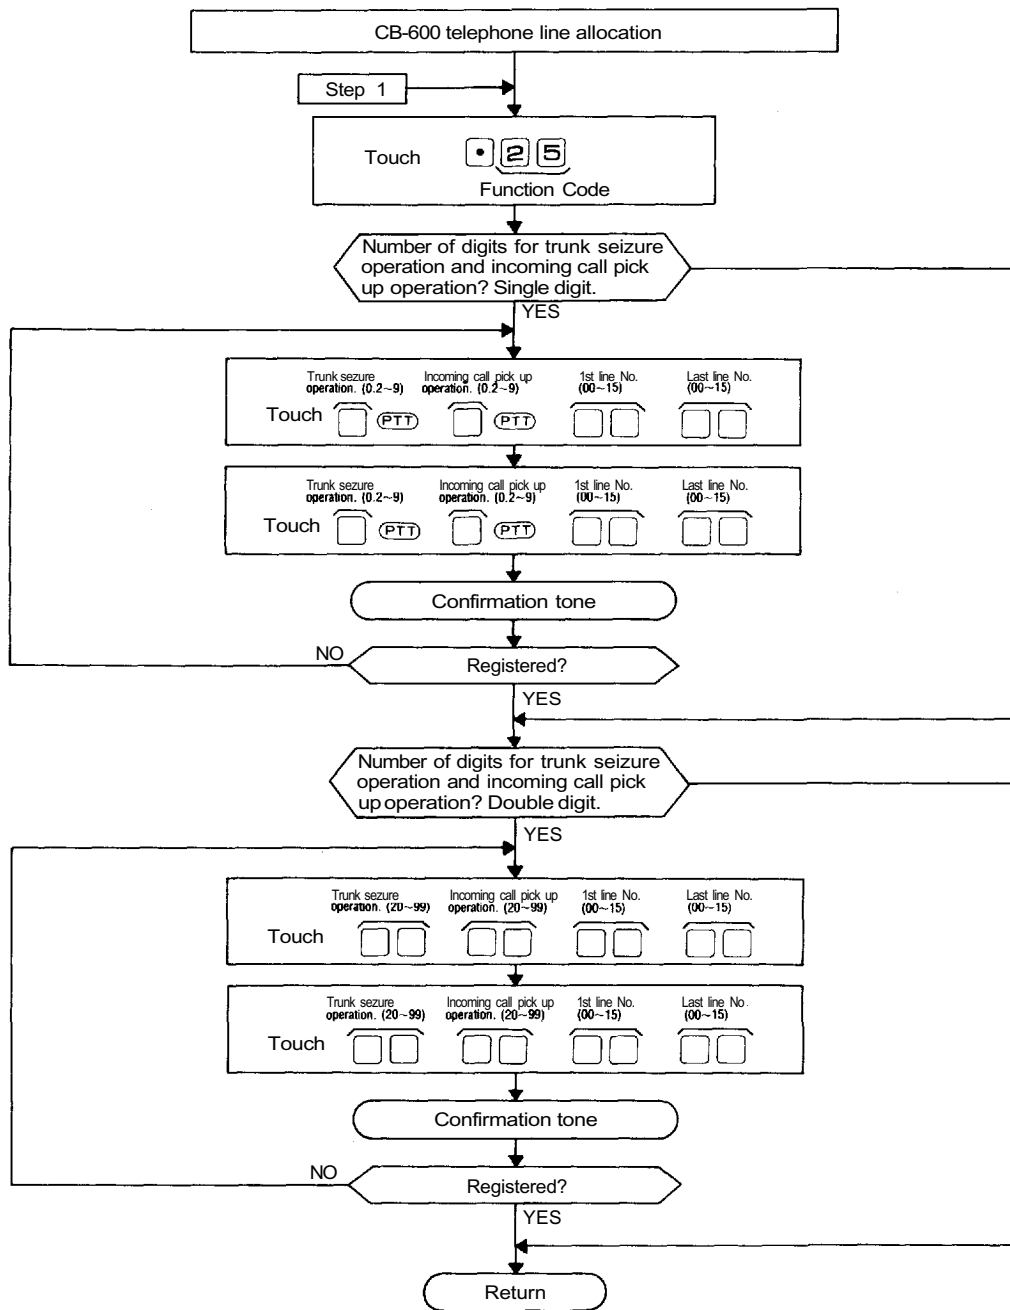 CB-600 telephone line allocation
Step 1
Touch • 2 5
Function Code
Number of digits for trunk seizure
operation and incoming call pick
up operation? Single digit.
YES
Trunk sezure Incoming call pick up 1st line No. Last line No.
operation. (0.2~9) operation. (0.2~9) (00~15) (00~15)
Touch PTT PTT
Trunk sezure Incoming call pick up 1st line No. Last line No.
operation. (0.2~9) operation. (0.2~9) (00~15) (00~15)
Touch PTT PTT
Confirmation tone
NO Registered?
YES
Number of digits for trunk seizure
operation and incoming call pick
up operation? Double digit.
YES
Trunk sezure Incoming call pick up 1st line No. Last line No.
operation. (20~99) operation. (20~99) (00~15) (00~15)
Touch
Trunk sezure Incoming call pick up 1st line No. Last line No.
operation. (20~99) operation. (20~99) (00~15) (00~15)
Touch
Confirmation tone
NO Registered?
YES
Return